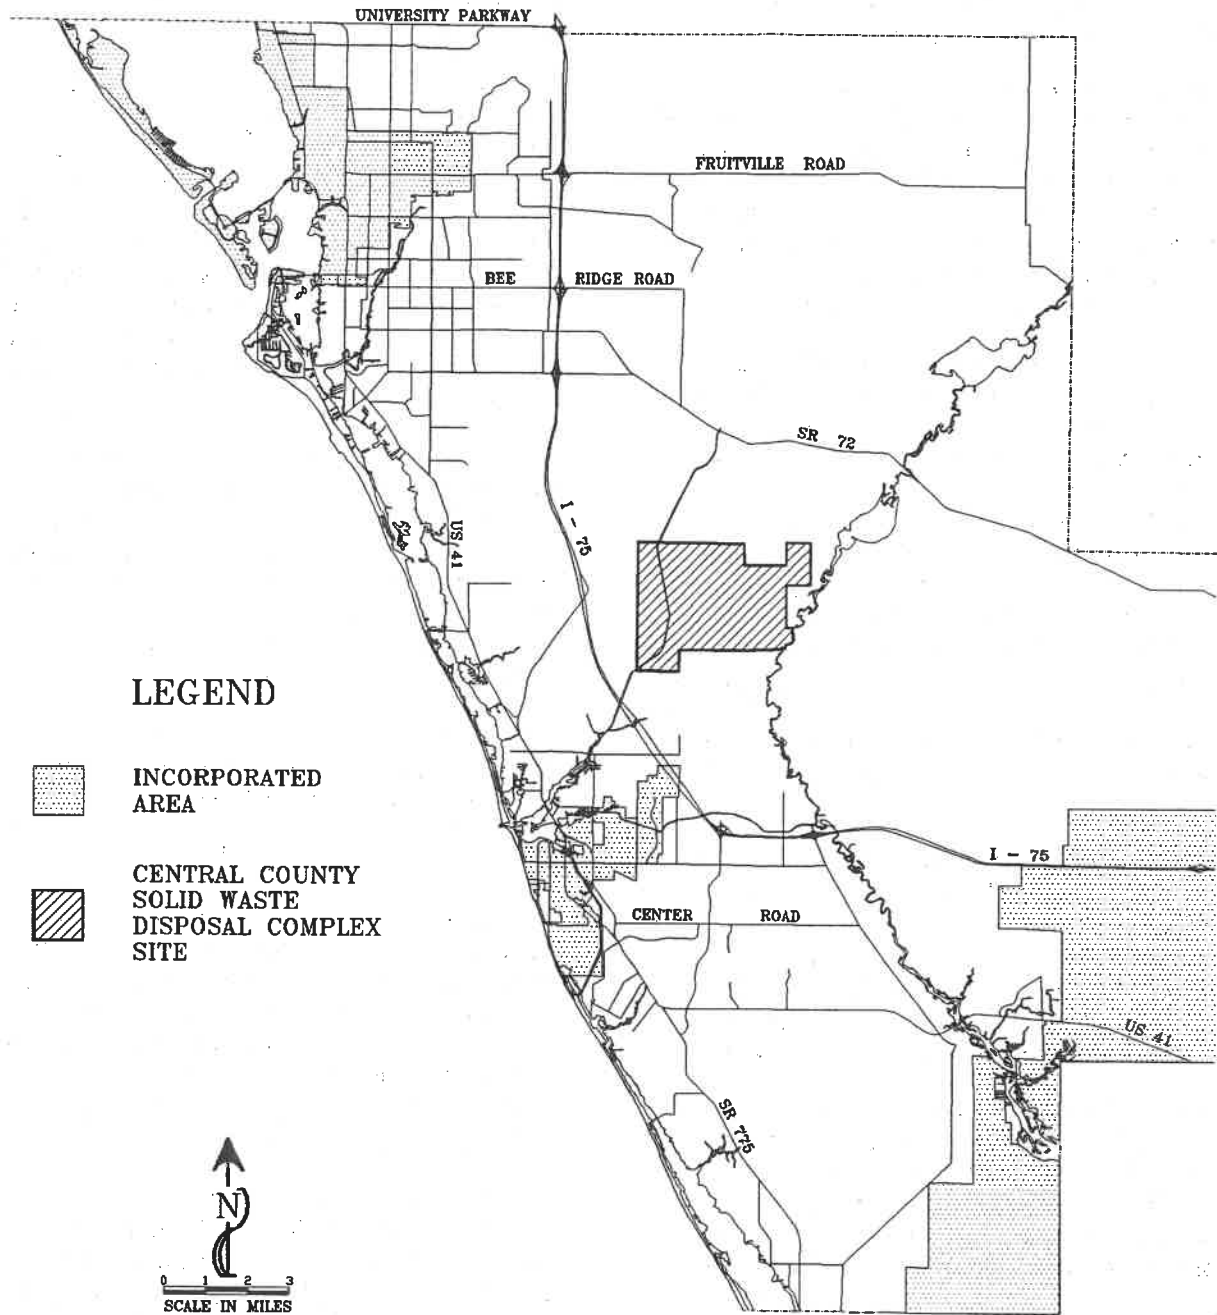 UNIVERSITY PARKWAY
FRUITVILLE ROAD
BEE RIDGE ROAD
SR 72
I - 75
US 41
LEGEND
INCORPORATED
AREA
CENTRAL COUNTY
SOLID WASTE
DISPOSAL COMPLEX
SITE
I - 75
CENTER ROAD
US 41
SR 775
N
0 1 2 3
SCALE IN MILES